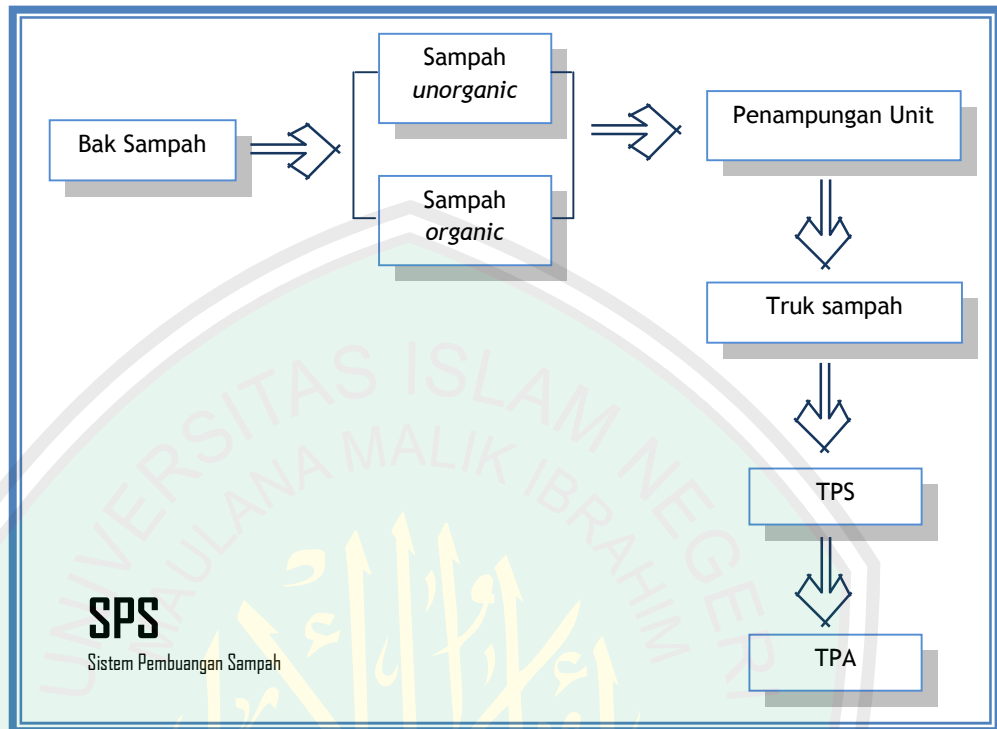 Bak Sampah
Sampah
unorganic
Sampah
organic
Penampungan Unit
Truk sampah
TPS
TPA
SPS
Sistem Pembuangan Sampah
UNIVERSITAS ISLAM NEGERI
MAULANA MALIK IBRAHIM